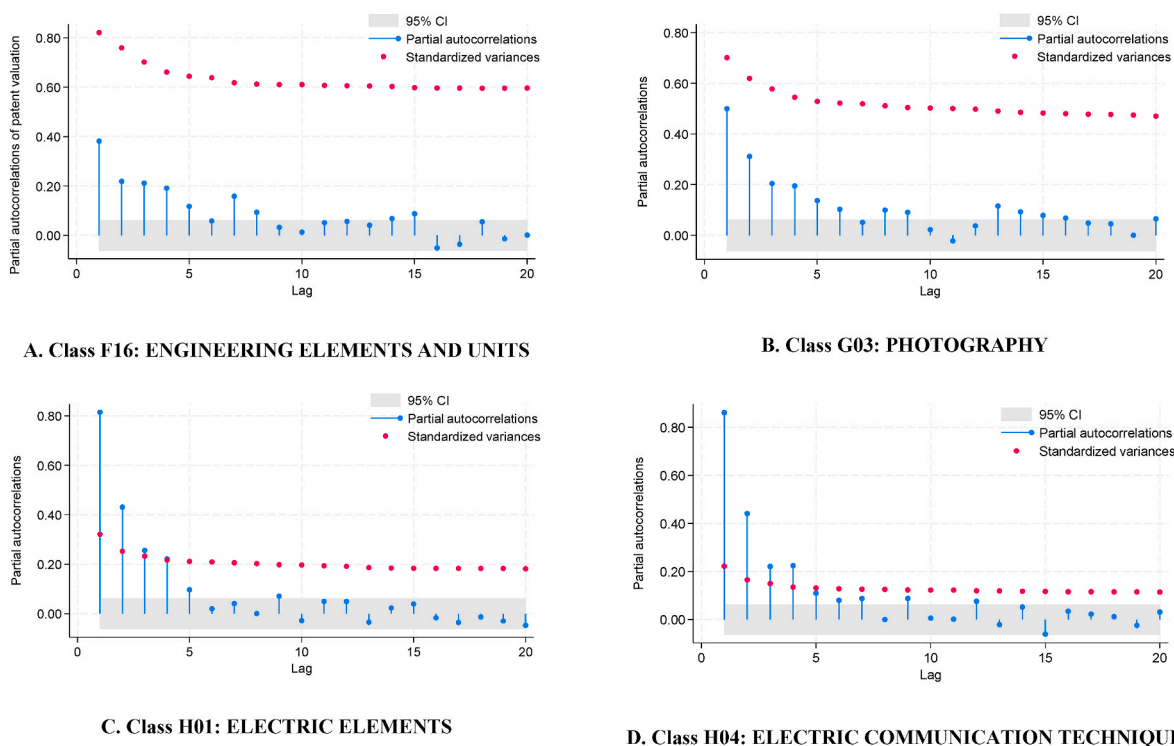 95% CI
Partial autocorrelations
Standardized variances
Partial autocorrelations of patent valuation
0.80
0.60
0.40
0.20
0.00
0 5 10 15 20
Lag
A. Class F16: ENGINEERING ELEMENTS AND UNITS
95% CI
Partial autocorrelations
Standardized variances
Partial autocorrelations
0.80
0.60
0.40
0.20
0.00
0 5 10 15 20
Lag
B. Class G03: PHOTOGRAPHY
95% CI
Partial autocorrelations
Standardized variances
Partial autocorrelations
0.80
0.60
0.40
0.20
0.00
0 5 10 15 20
Lag
C. Class H01: ELECTRIC ELEMENTS
95% CI
Partial autocorrelations
Standardized variances
Partial autocorrelations
0.80
0.60
0.40
0.20
0.00
0 5 10 15 20
Lag
D. Class H04: ELECTRIC COMMUNICATION TECHNIQU